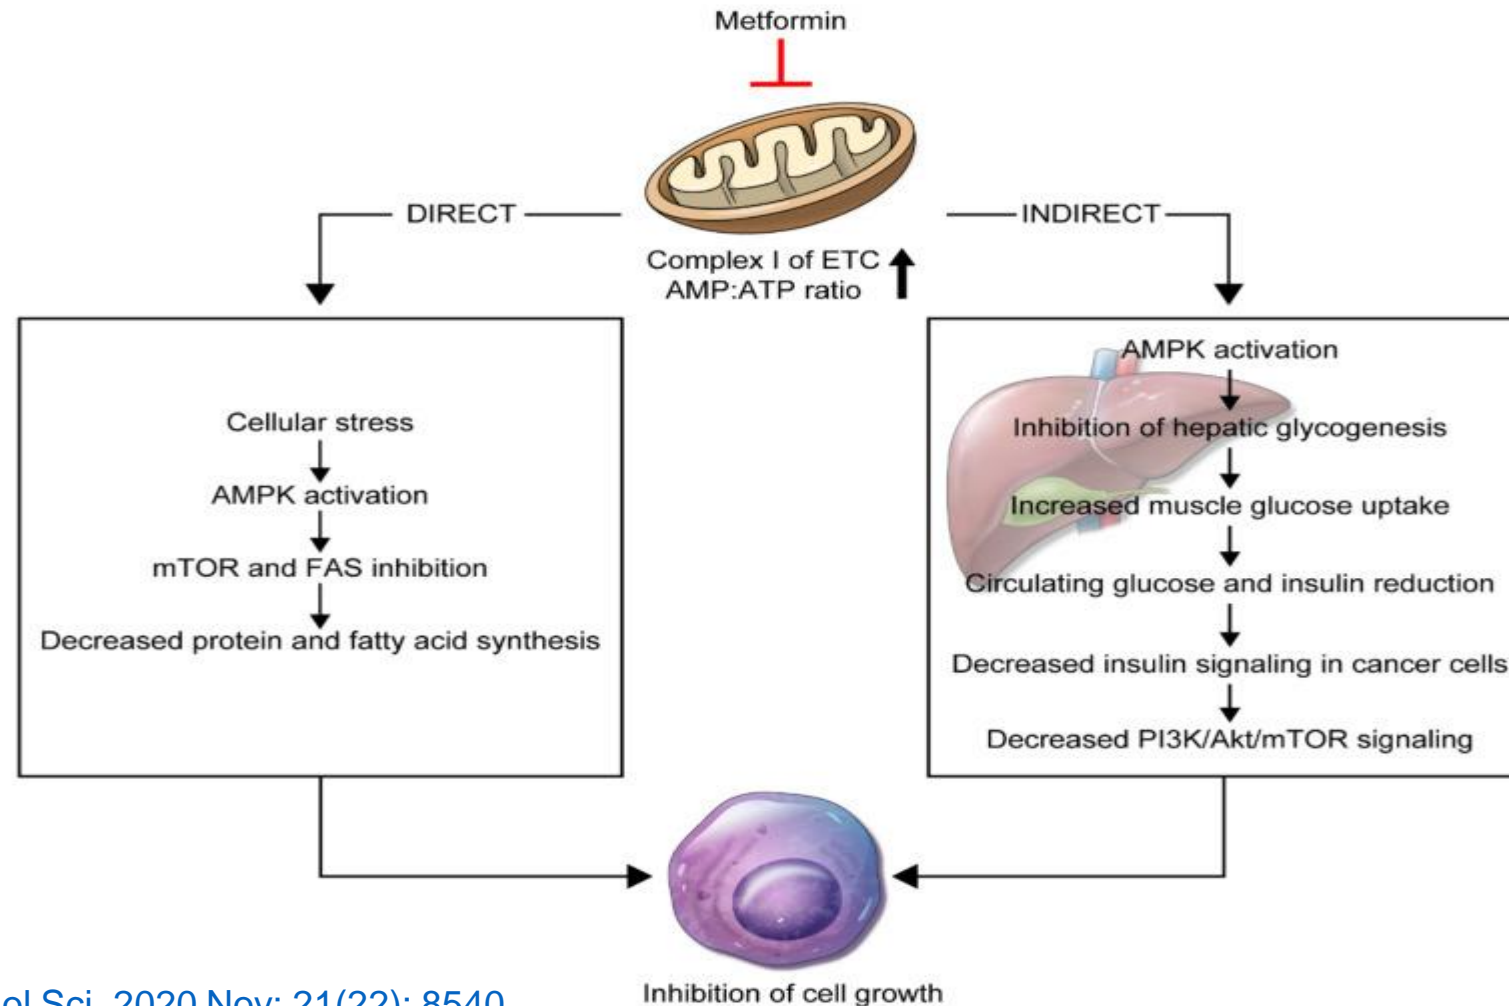 Metformin
DIRECT
INDIRECT
Complex I of ETC
AMP:ATP ratio
Cellular stress
AMPK activation
mTOR and FAS inhibition
Decreased protein and fatty acid synthesis
AMPK activation
Inhibition of hepatic glycogenesis
Increased muscle glucose uptake
Circulating glucose and insulin reduction
Decreased insulin signaling in cancer cells
Decreased PI3K/Akt/mTOR signaling
Inhibition of cell growth
ol Sci. 2020 Nov; 21(22): 8540.